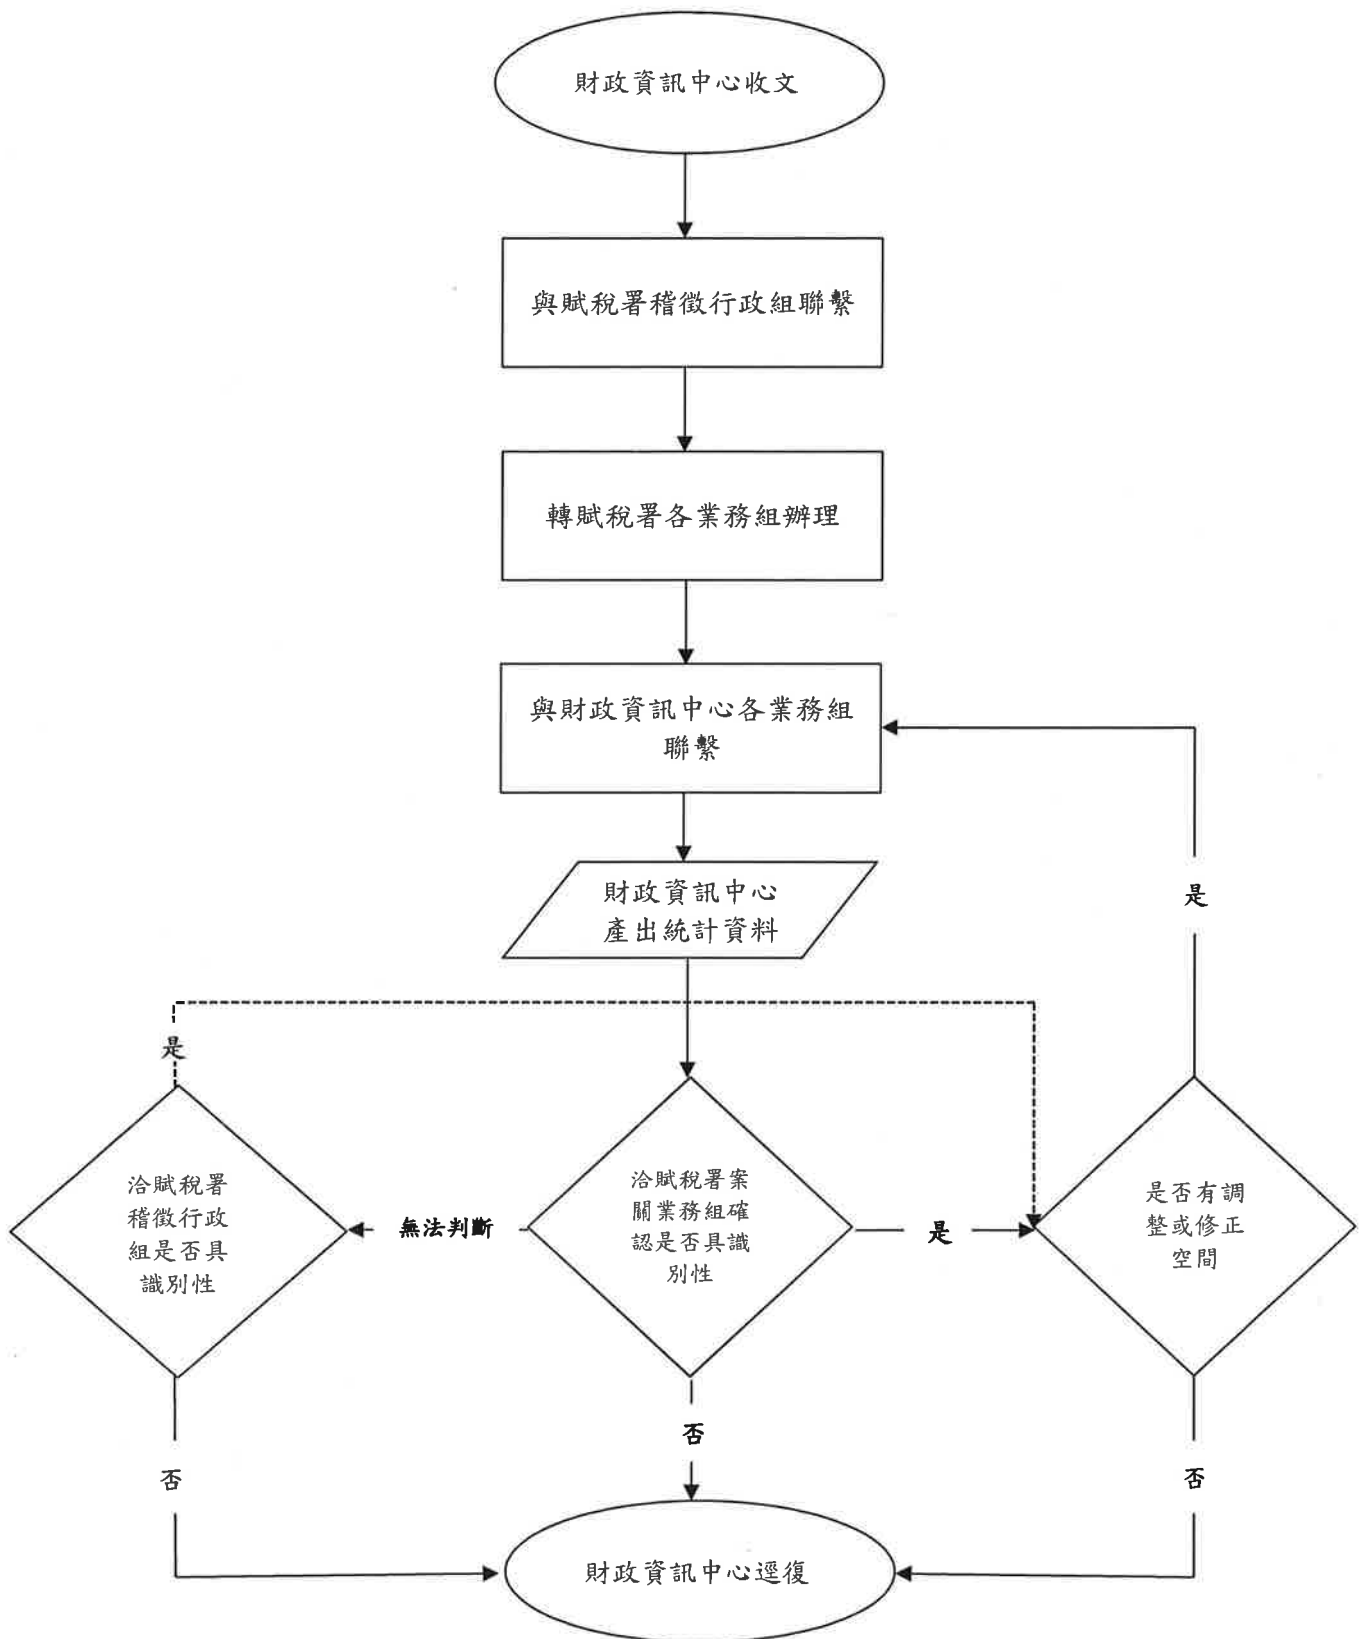 財政資訊中心收文
與賦稅署稽徵行政組聯繫
轉賦稅署各業務組辦理
與財政資訊中心各業務組
聯繫
財政資訊中心
產出統計資料
是
是
洽賦稅署
稽徵行政
組是否具
識別性
無法判斷
洽賦稅署案
關業務組確
認是否具識
別性
是
是否有調
整或修正
空間
否
否
否
財政資訊中心逕復